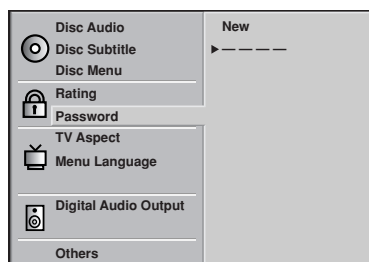 Disc Audio
Disc Subtitle
Disc Menu
Rating
Password
TV Aspect
Menu Language
Digital Audio Output
Others
New
– – – –